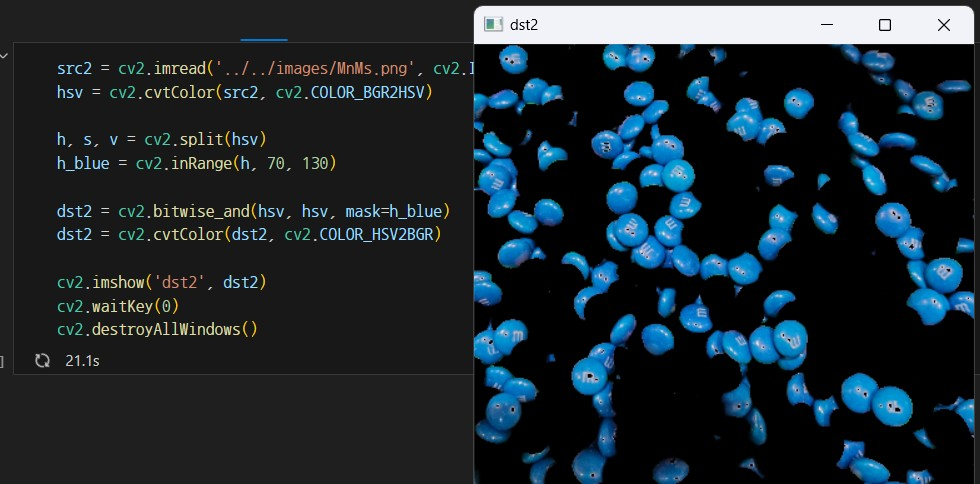 dst2
src2 = cv2.imread('../../images/MnMs.png', cv2.
hsv = cv2.cvtColor(src2, cv2.COLOR_BGR2HSV)
h, s, v = cv2.split(hsv)
h_blue = cv2.inRange(h, 70, 130)
dst2 = cv2.bitwise_and(hsv, hsv, mask=h_blue)
dst2 = cv2.cvtColor(dst2, cv2.COLOR_HSV2BGR)
cv2.imshow('dst2', dst2)
cv2.waitKey(0)
cv2.destroyAllWindows()
]
21.1s